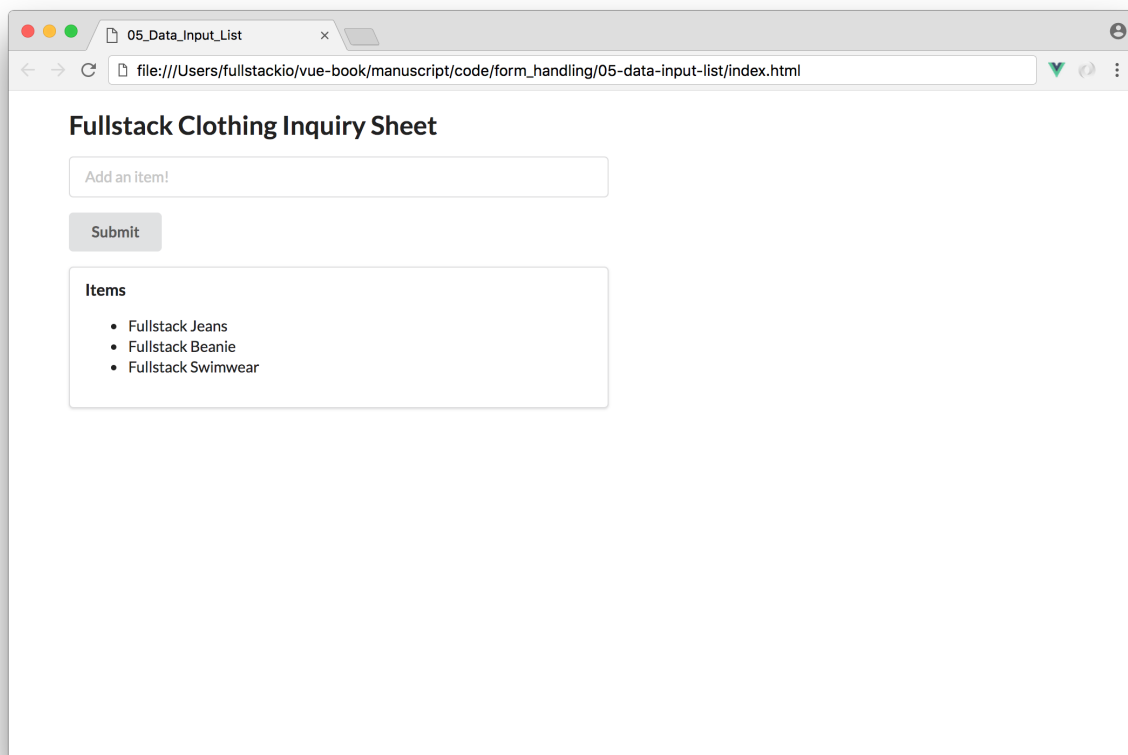 05_Data_Input_List
file:///Users/fullstackio/vue-book/manuscript/code/form_handling/05-data-input-list/index.html
Fullstack Clothing Inquiry Sheet
Add an item!
Submit
Items
Fullstack Jeans
Fullstack Beanie
Fullstack Swimwear